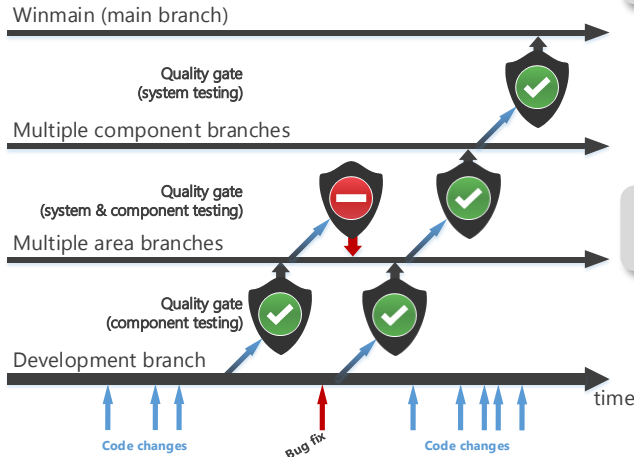 Winmain (main branch)
Quality gate
(system testing)
Multiple component branches
Quality gate
(system & component testing)
Multiple area branches
Quality gate
(component testing)
Development branch
time
Code changes
Bug fix
Code changes